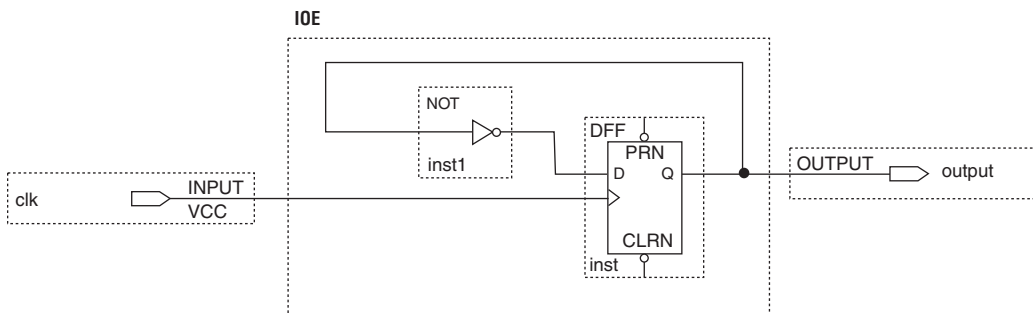 IOE
NOT
inst1
DFF
PRN
D
Q
CLRN
inst
clk
INPUT
VCC
OUTPUT
output